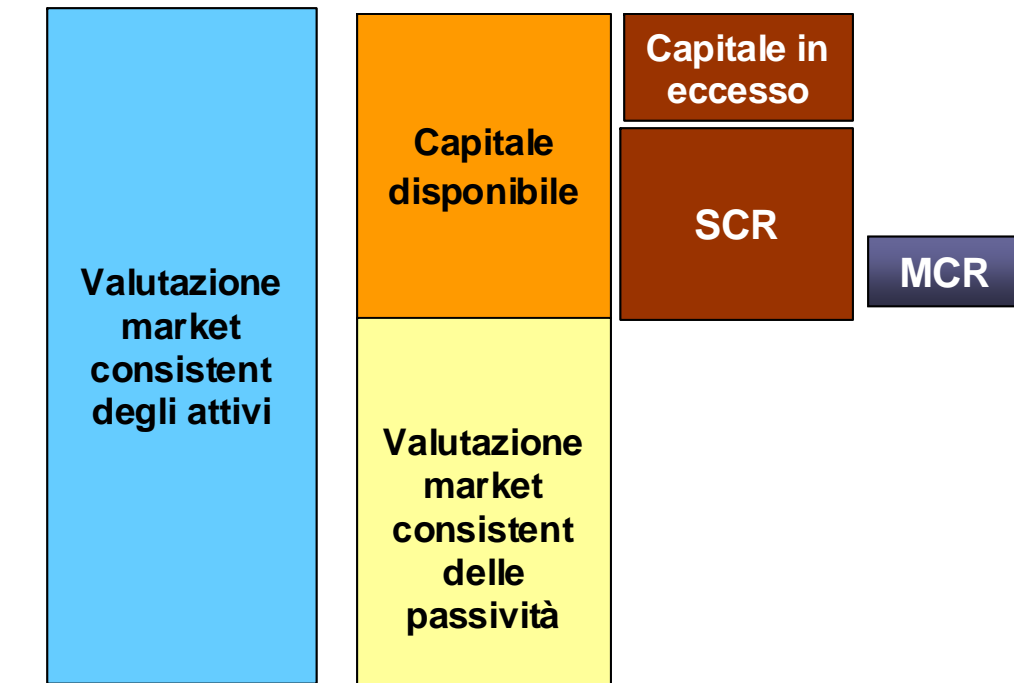 Valutazione
market
consistent
degli attivi
Capitale
disponibile
Valutazione
market
consistent
delle
passività
Capitale in
eccesso
SCR
MCR